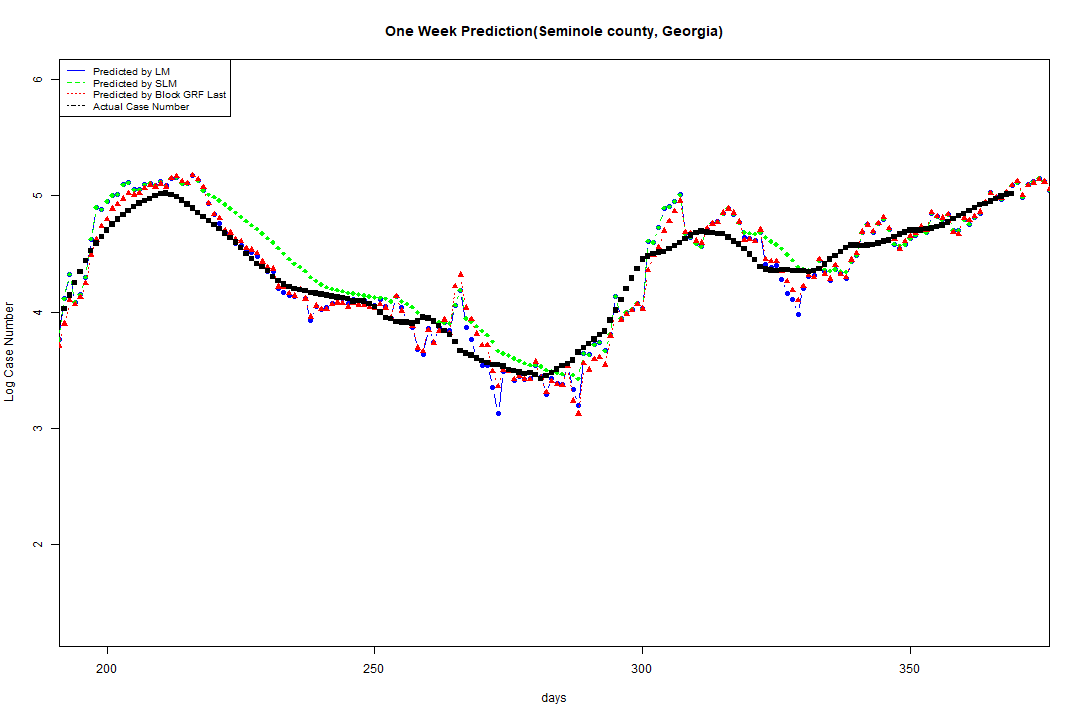 One Week Prediction(Seminole county, Georgia)
Predicted by LM
Predicted by SLM
Predicted by Block GRF Last
Actual Case Number
6
5
4
3
2
Log Case Number
200
250
300
350
days